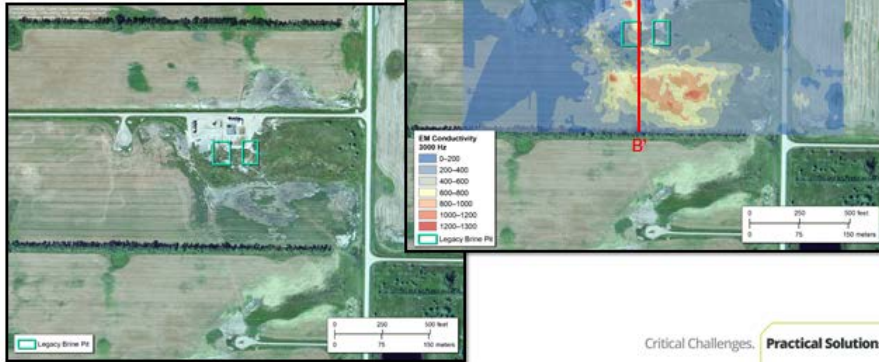 B'
EM Conductivity
3000 Hz
0–200
200–400
400–600
600–800
800–1000
1000–1200
1200–1300
Legacy Brine Pit
0 250 500 feet
0 75 150 meters
Legacy Brine Pit
0 250 500 feet
0 75 150 meters
Critical Challenges. Practical Solution